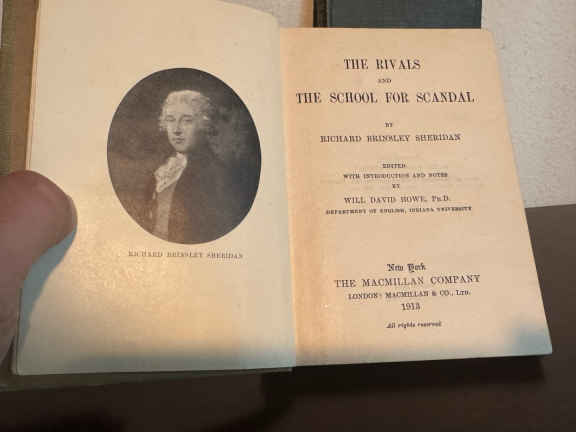 RICHARD BRINSLEY SHERIDAN
THE RIVALS
AND
THE SCHOOL FOR SCANDAL
BY
RICHARD BRINSLEY SHERIDAN
EDITED
WITH INTRODUCTION AND NOTES
BY
WILL DAVID HOWE, PH.D.
DEPARTMENT OF ENGLISH, INDIANA UNIVERSITY
New York
THE MACMILLAN COMPANY
LONDON: MACMILLAN & CO., LTD.
1913
All rights reserved